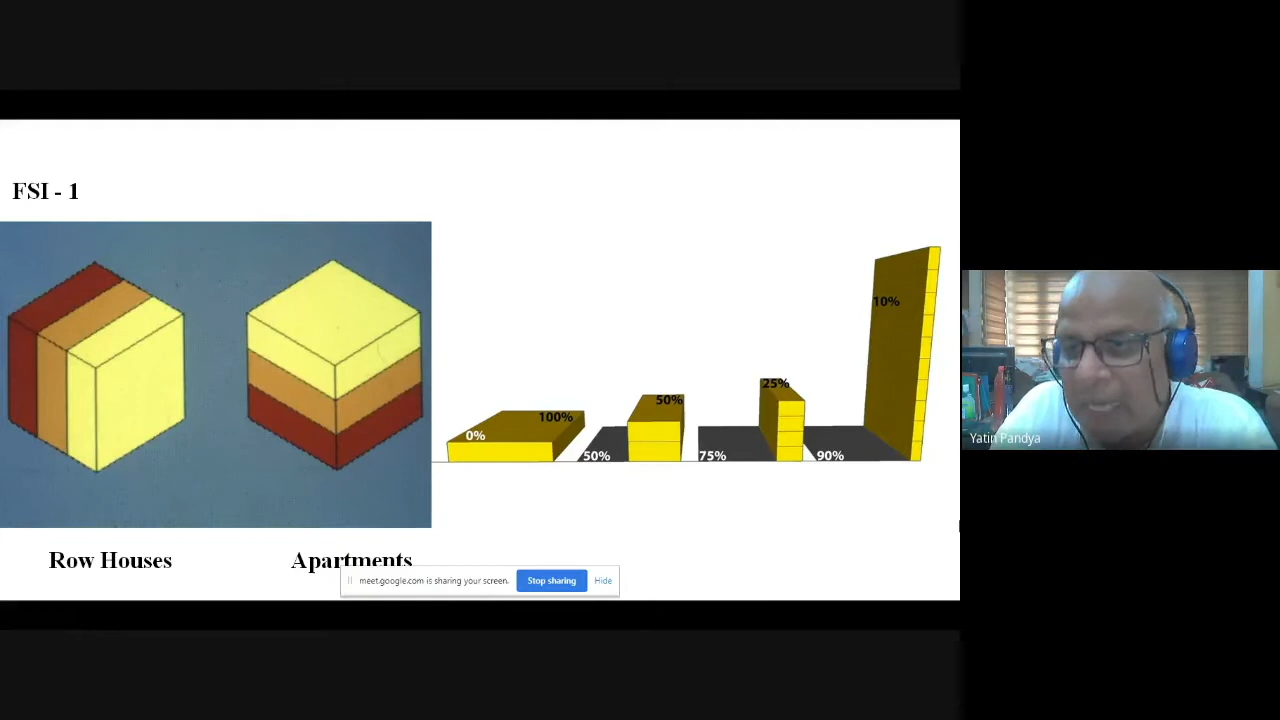 FSI - 1
10%
25%
50%
100%
0%
50%
75%
90%
Row Houses
Apartments
meet.google.com is sharing your screen.
Stop sharing
Hide
Yatin Pandya